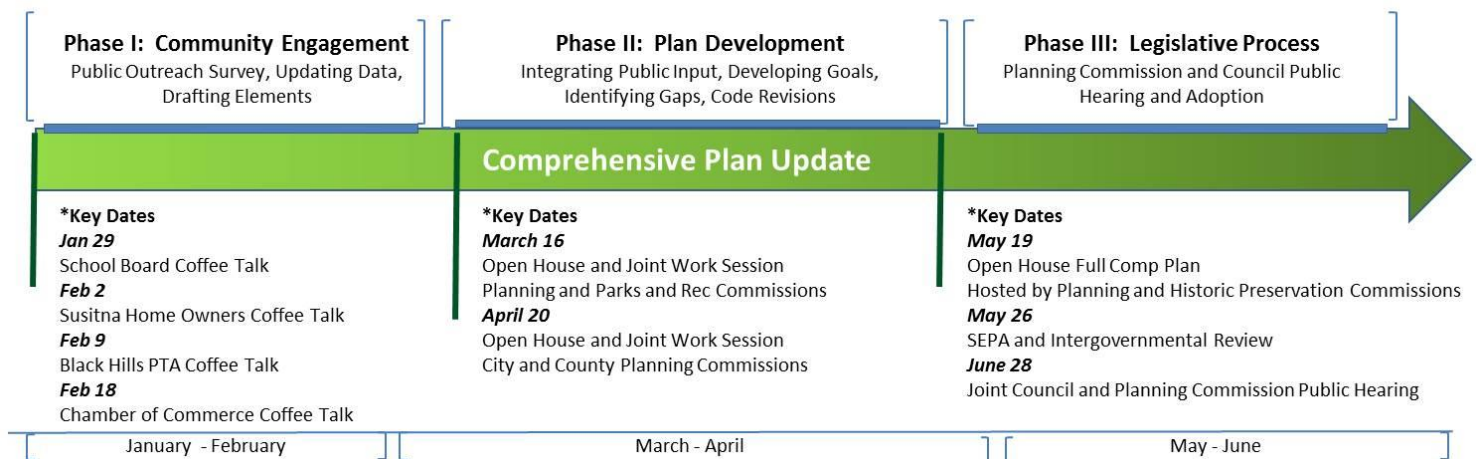 Phase I: Community Engagement
Public Outreach Survey, Updating Data,
Drafting Elements
Phase II: Plan Development
Integrating Public Input, Developing Goals,
Identifying Gaps, Code Revisions
Phase III: Legislative Process
Planning Commission and Council Public
Hearing and Adoption
Comprehensive Plan Update
*Key Dates
Jan 29
School Board Coffee Talk
Feb 2
Susitna Home Owners Coffee Talk
Feb 9
Black Hills PTA Coffee Talk
Feb 18
Chamber of Commerce Coffee Talk
*Key Dates
March 16
Open House and Joint Work Session
Planning and Parks and Rec Commissions
April 20
Open House and Joint Work Session
City and County Planning Commissions
*Key Dates
May 19
Open House Full Comp Plan
Hosted by Planning and Historic Preservation Commissions
May 26
SEPA and Intergovernmental Review
June 28
Joint Council and Planning Commission Public Hearing
January - February
March - April
May - June